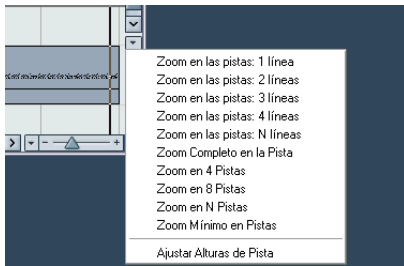 Zoom en las pistas: 1 línea
Zoom en las pistas: 2 líneas
Zoom en las pistas: 3 líneas
Zoom en las pistas: 4 líneas
Zoom en las pistas: N líneas
Zoom Completo en la Pista
Zoom en 4 Pistas
Zoom en 8 Pistas
Zoom en N Pistas
Zoom Mínimo en Pistas
Ajustar Alturas de Pista